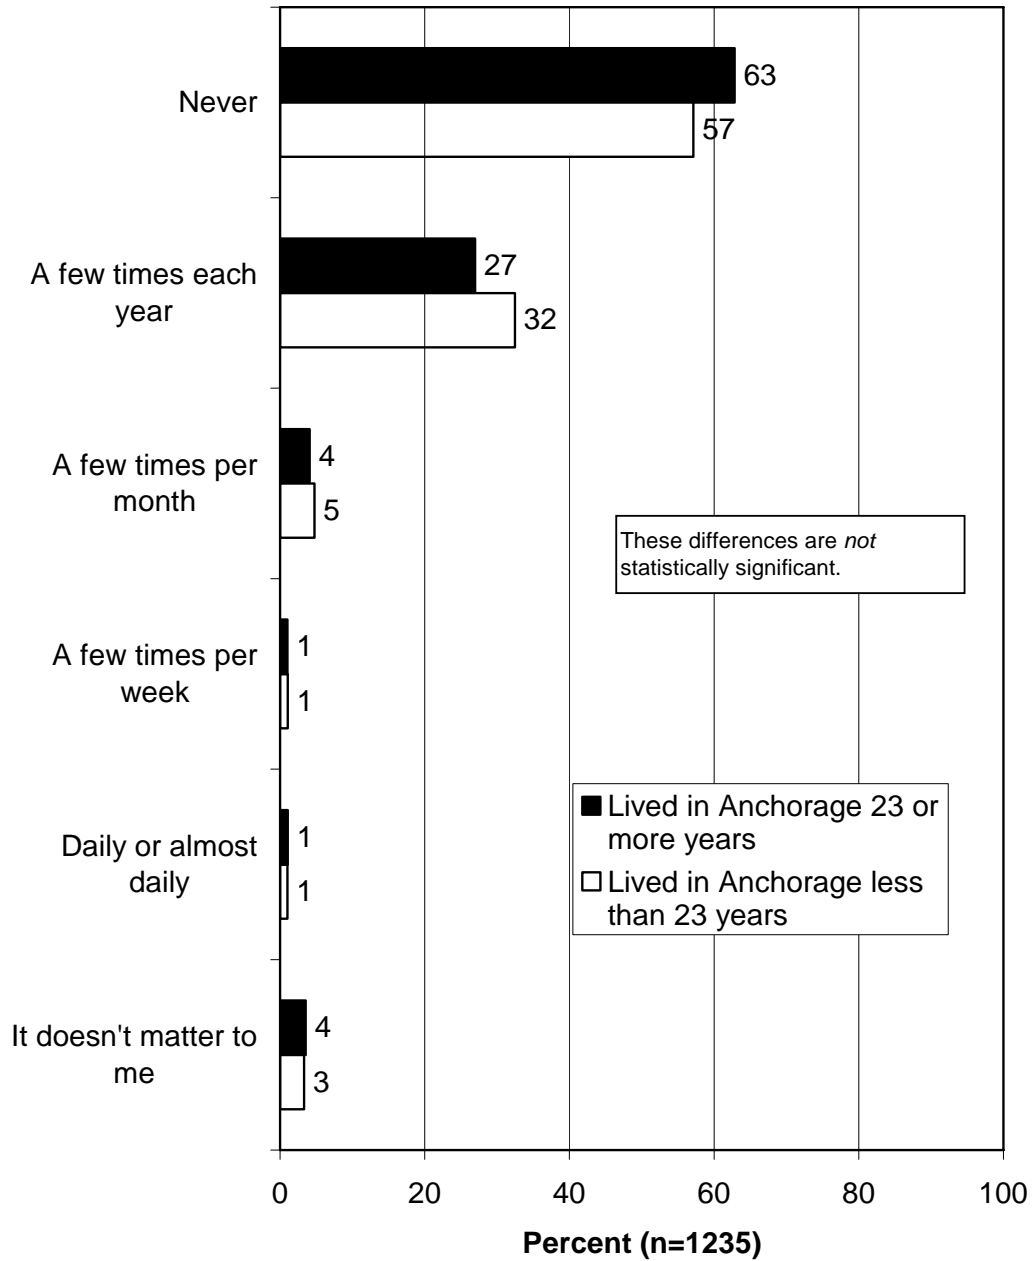 Never
63
57
A few times each
year
27
32
A few times per
month
4
5
These differences are not
statistically significant.
A few times per
week
1
1
Lived in Anchorage 23 or
more years
Lived in Anchorage less
than 23 years
Daily or almost
daily
1
1
It doesn't matter to
me
4
3
0 20 40 60 80 100
Percent (n=1235)